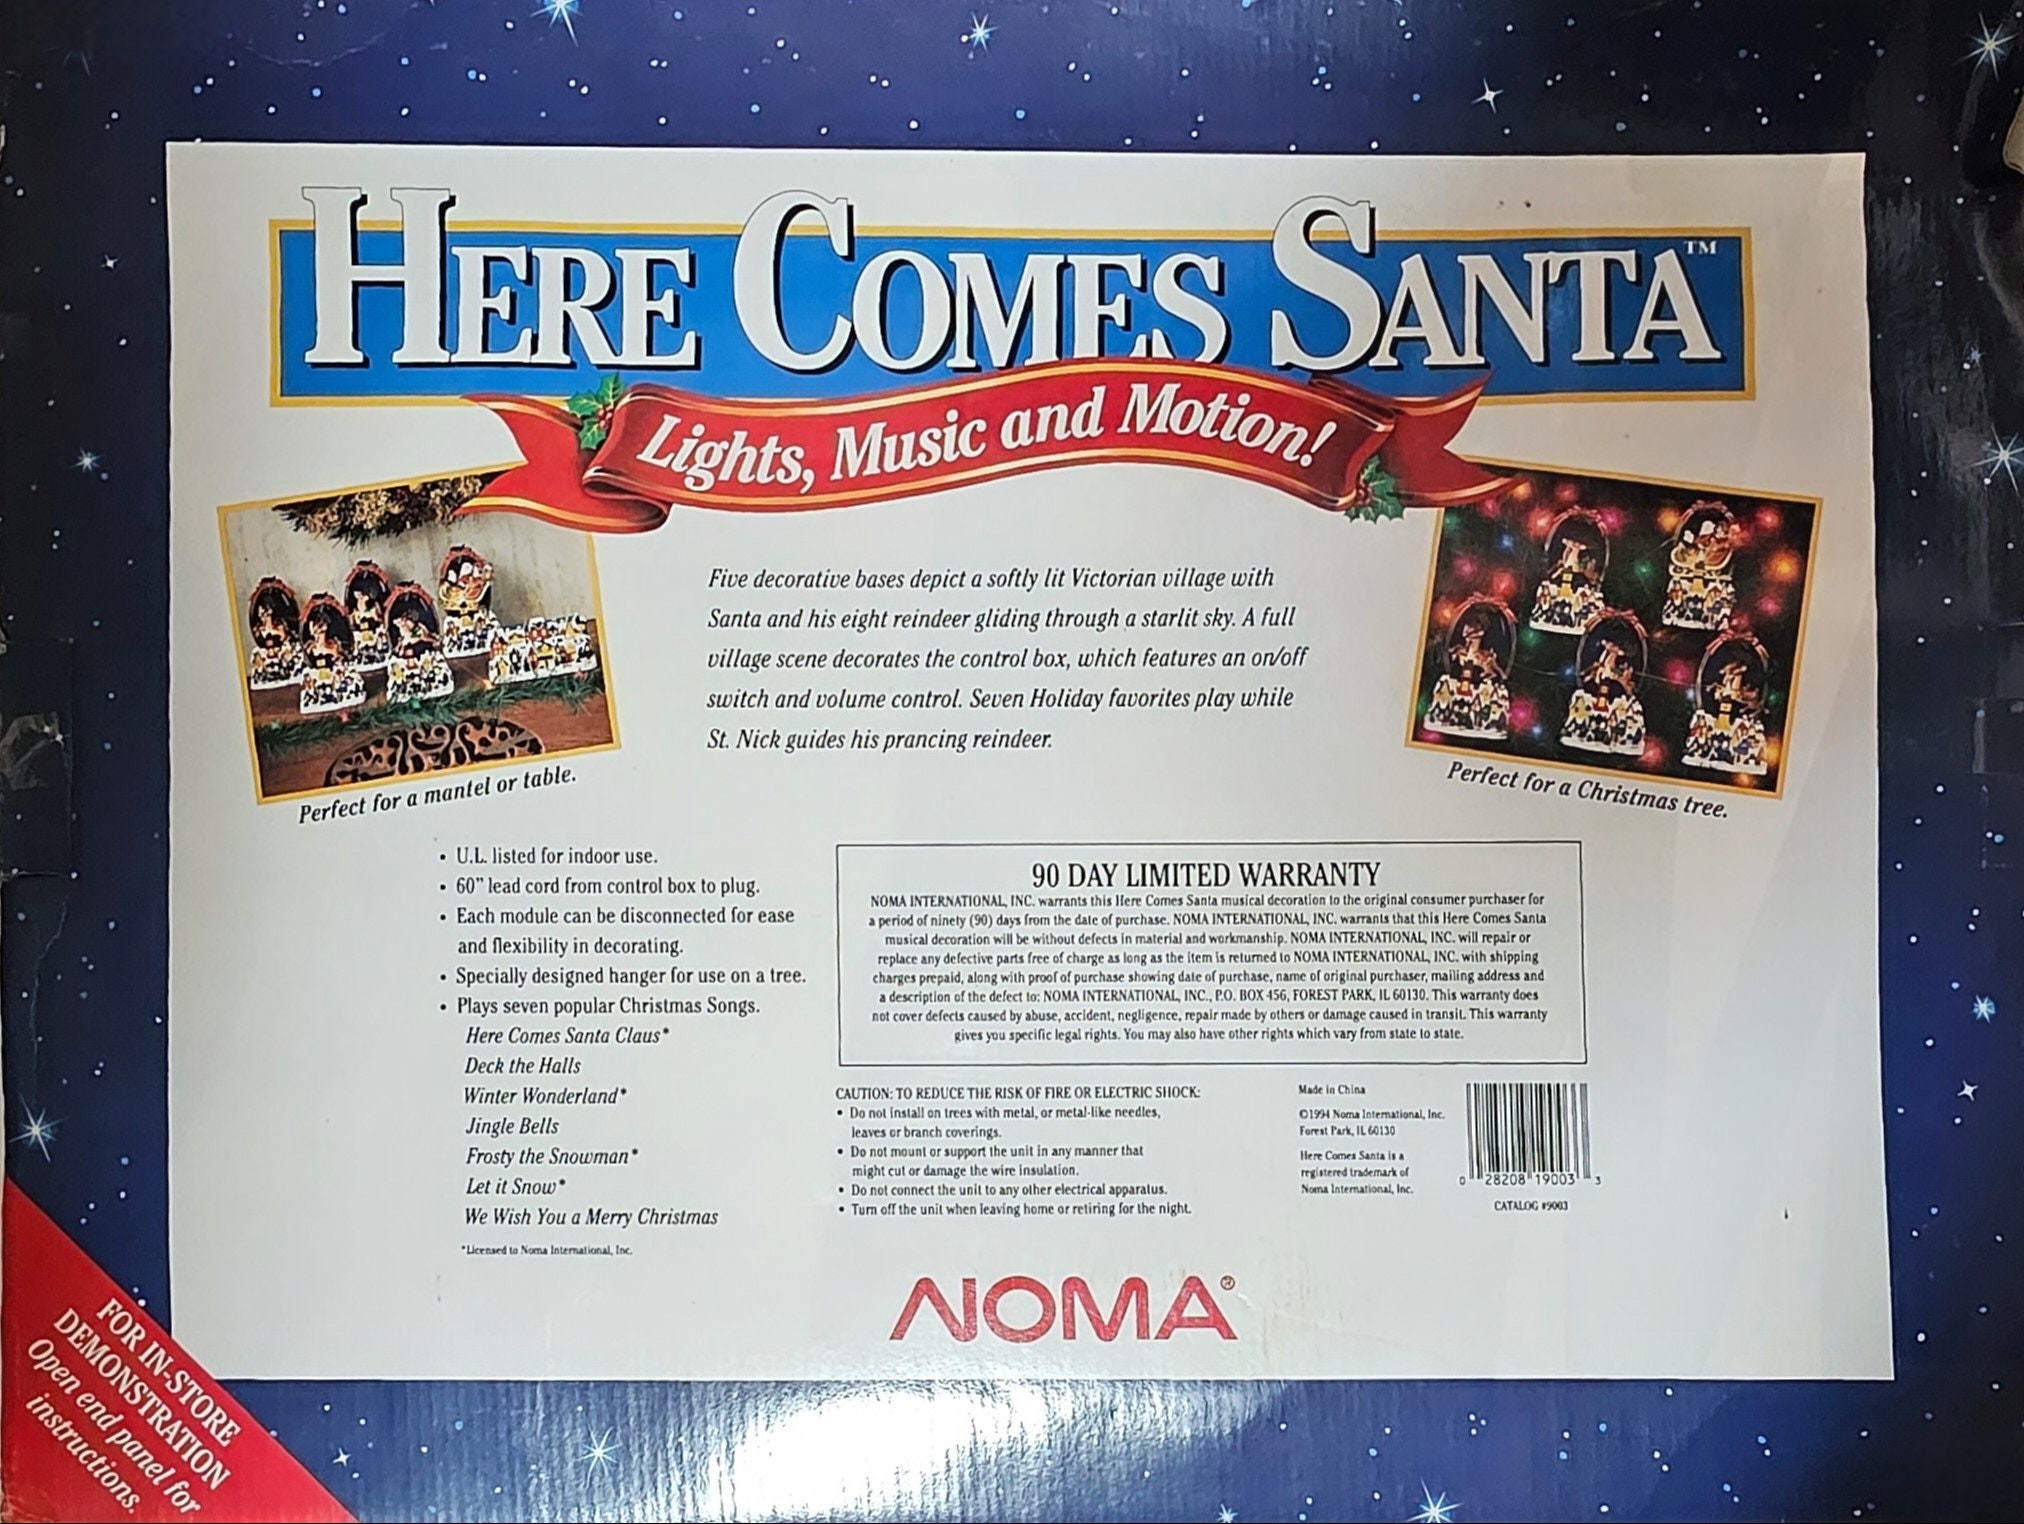 HERE COMES SANTA™
Lights, Music and Motion!
Five decorative bases depict a softly lit Victorian village with
Santa and his eight reindeer gliding through a starlit sky. A full
village scene decorates the control box, which features an on/off
switch and volume control. Seven Holiday favorites play while
St. Nick guides his prancing reindeer.
Perfect for a mantel or table.
Perfect for a Christmas tree.
• U.L. listed for indoor use.
• 60" lead cord from control box to plug.
• Each module can be disconnected for ease
and flexibility in decorating.
• Specially designed hanger for use on a tree.
• Plays seven popular Christmas Songs.
Here Comes Santa Claus*
Deck the Halls
Winter Wonderland*
Jingle Bells
Frosty the Snowman*
Let it Snow*
We Wish You a Merry Christmas
*Licensed to Noma International, Inc.
90 DAY LIMITED WARRANTY
NOMA INTERNATIONAL, INC. warrants this Here Comes Santa musical decoration to the original consumer purchaser for
a period of ninety (90) days from the date of purchase. NOMA INTERNATIONAL, INC. warrants that this Here Comes Santa
musical decoration will be without defects in material and workmanship. NOMA INTERNATIONAL, INC. will repair or
replace any defective parts free of charge as long as the item is returned to NOMA INTERNATIONAL, INC. with shipping
charges prepaid, along with proof of purchase showing date of purchase, name of original purchaser, mailing address and
a description of the defect to: NOMA INTERNATIONAL, INC., P.O. BOX 456, FOREST PARK, IL 60130. This warranty does
not cover defects caused by abuse, accident, negligence, repair made by others or damage caused in transit. This warranty
gives you specific legal rights. You may also have other rights which vary from state to state.
CAUTION: TO REDUCE THE RISK OF FIRE OR ELECTRIC SHOCK:
• Do not install on trees with metal, or metal-like needles,
leaves or branch coverings.
• Do not mount or support the unit in any manner that
might cut or damage the wire insulation.
• Do not connect the unit to any other electrical apparatus.
• Turn off the unit when leaving home or retiring for the night.
Made in China
©1994 Noma International, Inc.
Forest Park, IL 60130
Here Comes Santa is a
registered trademark of
Noma International, Inc.
0 28208 19003 3
CATALOG #9003
NOMA®
FOR IN-STORE
DEMONSTRATION
Open end panel for
instructions.